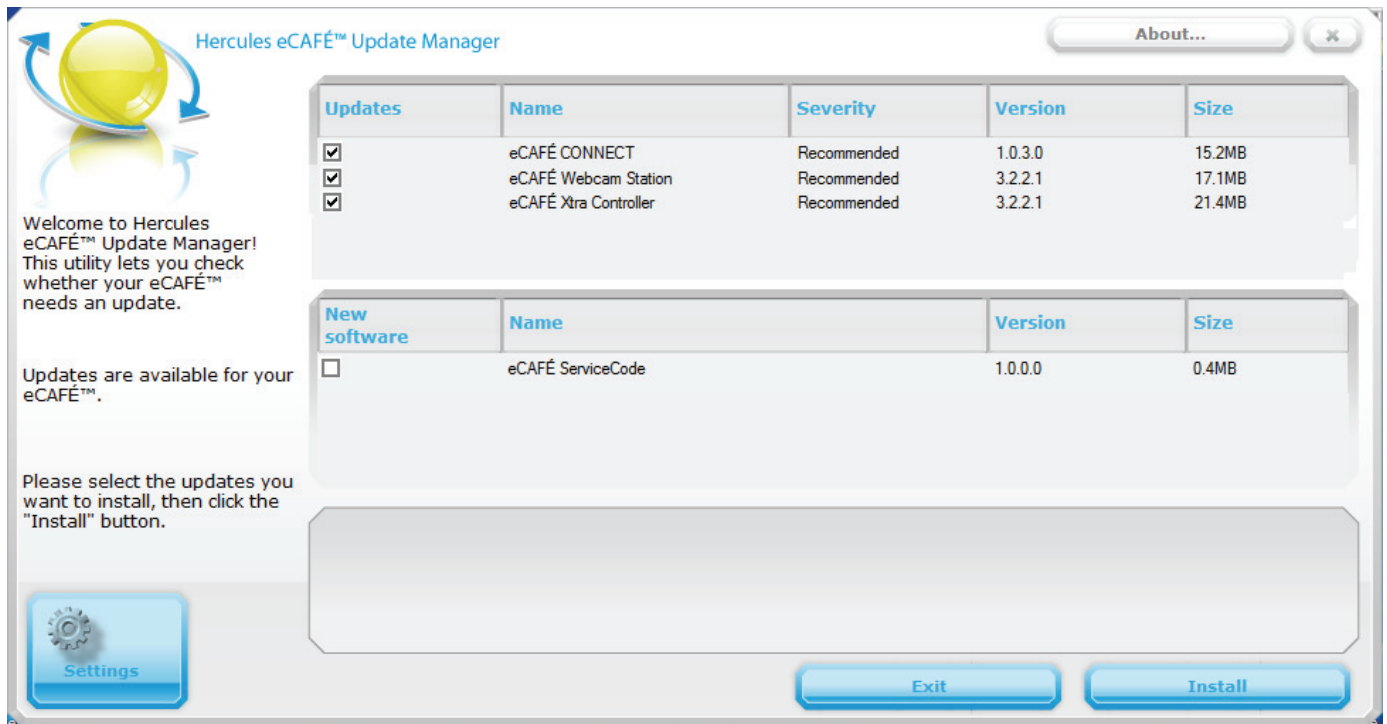 Hercules eCAFÉ™ Update Manager
About...
Updates Name Severity Version Size
eCAFÉ CONNECT Recommended 1.0.3.0 15.2MB
eCAFÉ Webcam Station Recommended 3.2.2.1 17.1MB
eCAFÉ Xtra Controller Recommended 3.2.2.1 21.4MB
Welcome to Hercules
eCAFÉ™ Update Manager!
This utility lets you check
whether your eCAFÉ™
needs an update.
New
software
Name Version Size
eCAFÉ ServiceCode 1.0.0.0 0.4MB
Updates are available for your
eCAFÉ™.
Please select the updates you
want to install, then click the
"Install" button.
Settings
Exit
Install